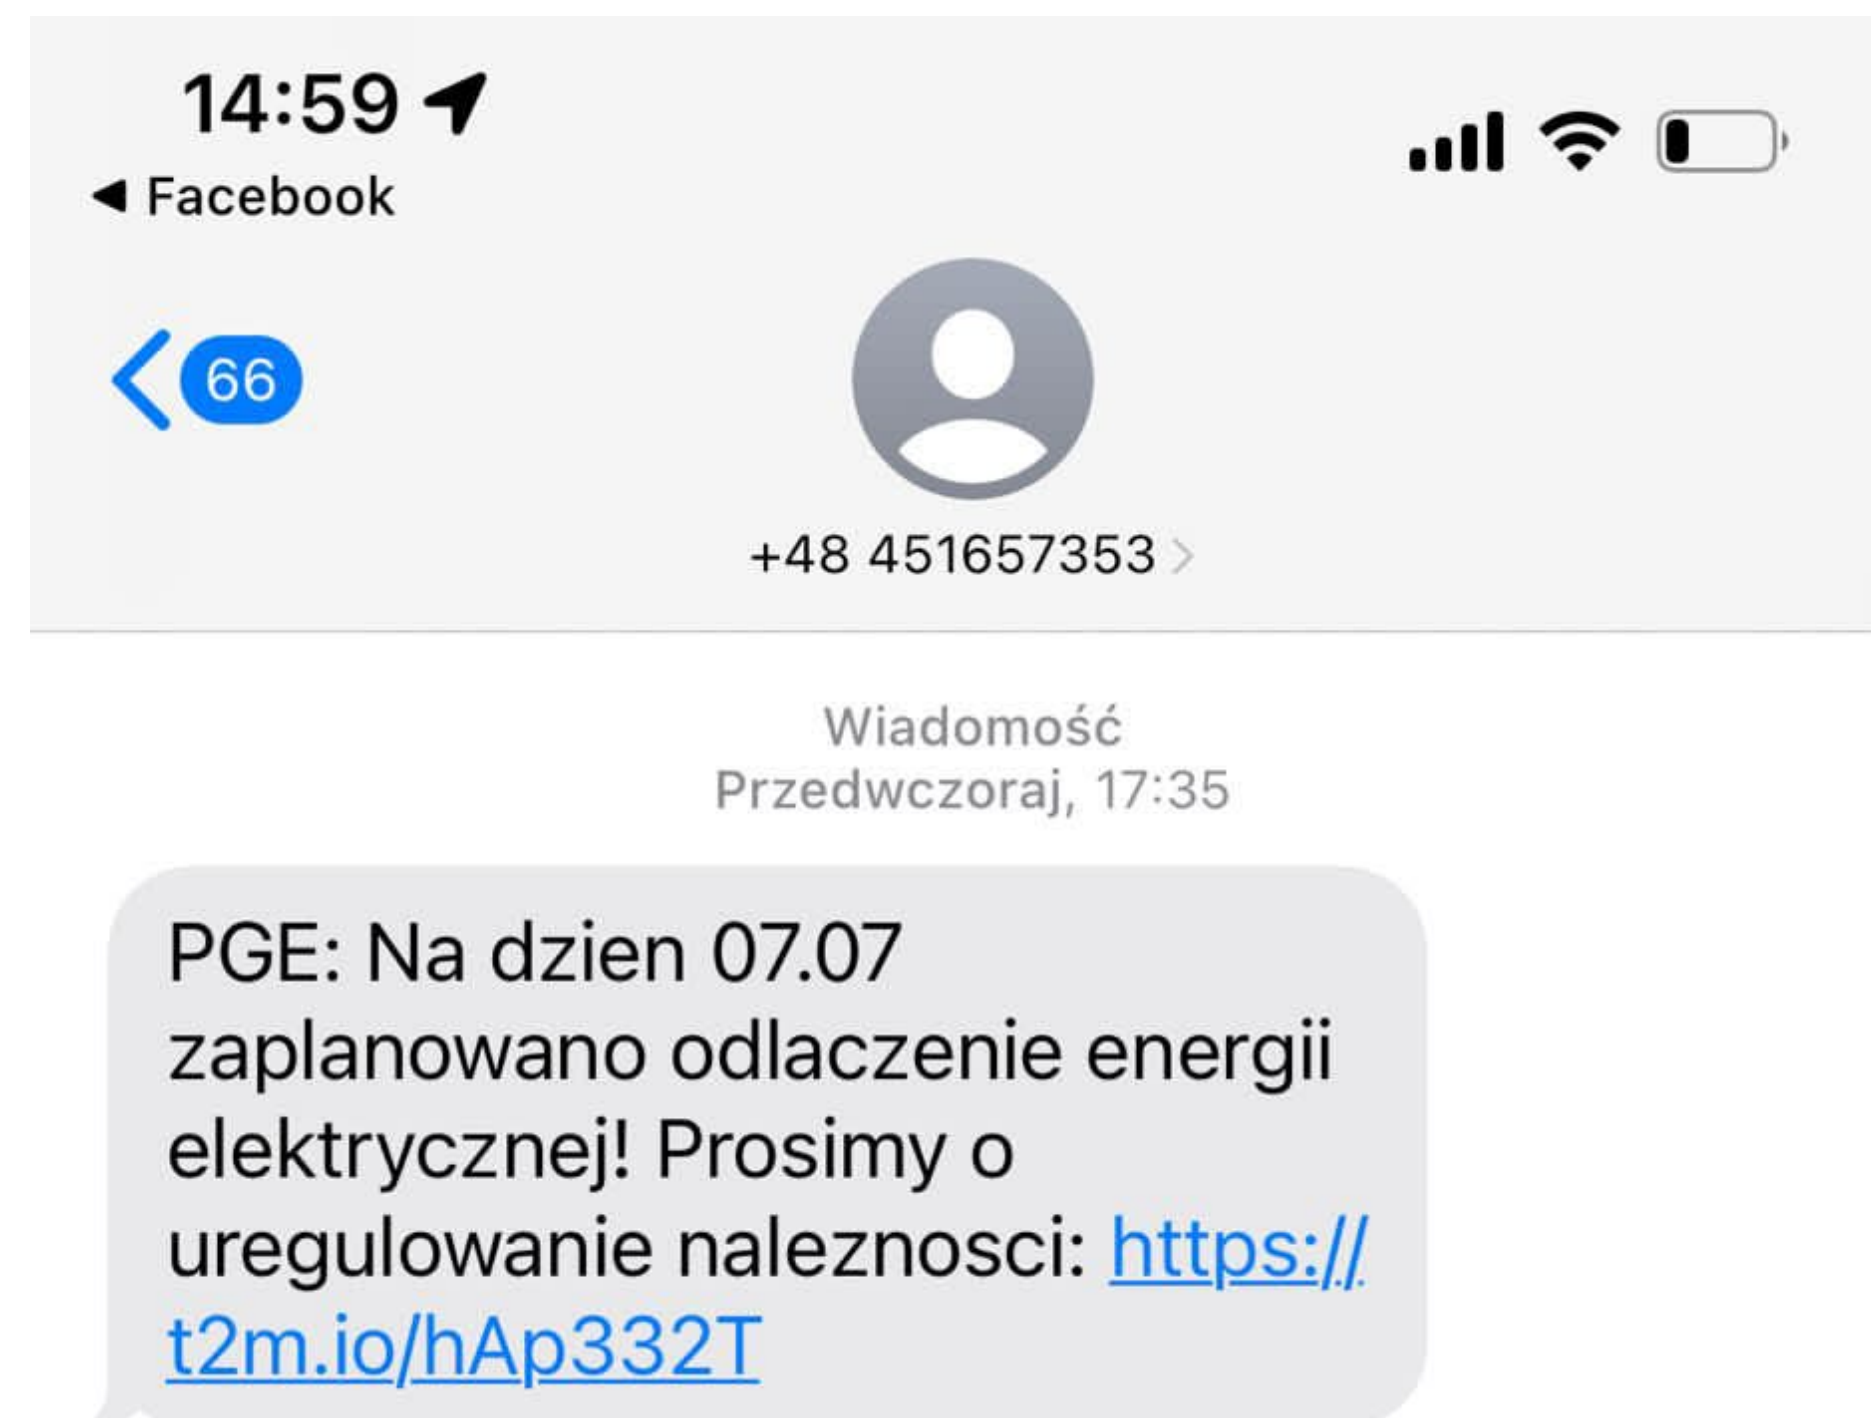 14:59
◀ Facebook
66
+48 451657353
Wiadomość
Przedwczoraj, 17:35
PGE: Na dzien 07.07
zaplanowano odlaczenie energii
elektrycznej! Prosimy o
uregulowanie naleznosci: https://
t2m.io/hAp332T